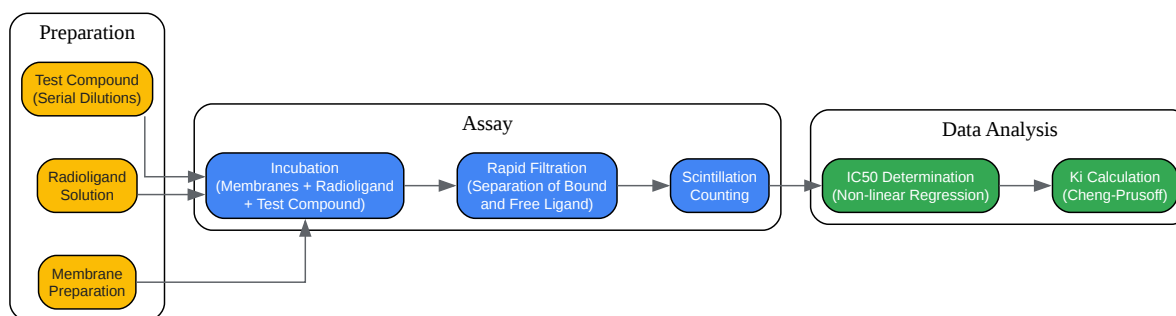 Preparation
Test Compound
(Serial Dilutions)
Radioligand
Solution
Membrane
Preparation
Assay
Incubation
(Membranes + Radioligand
+ Test Compound)
Rapid Filtration
(Separation of Bound
and Free Ligand)
Scintillation
Counting
Data Analysis
IC50 Determination
(Non-linear Regression)
Ki Calculation
(Cheng-Prusoff)